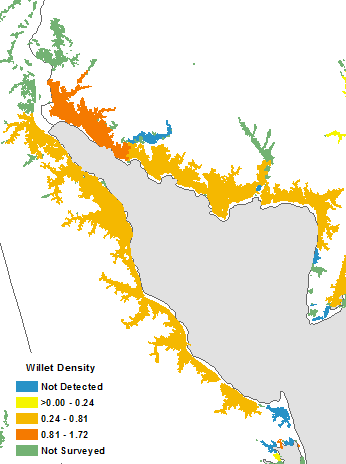 Willet Density
Not Detected
>0.00 - 0.24
0.24 - 0.81
0.81 - 1.72
Not Surveyed